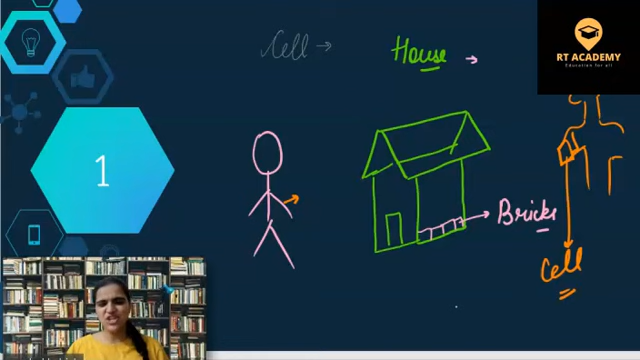 Cell →
House →
RT ACADEMY
Education for all
1
Bricks
Cell